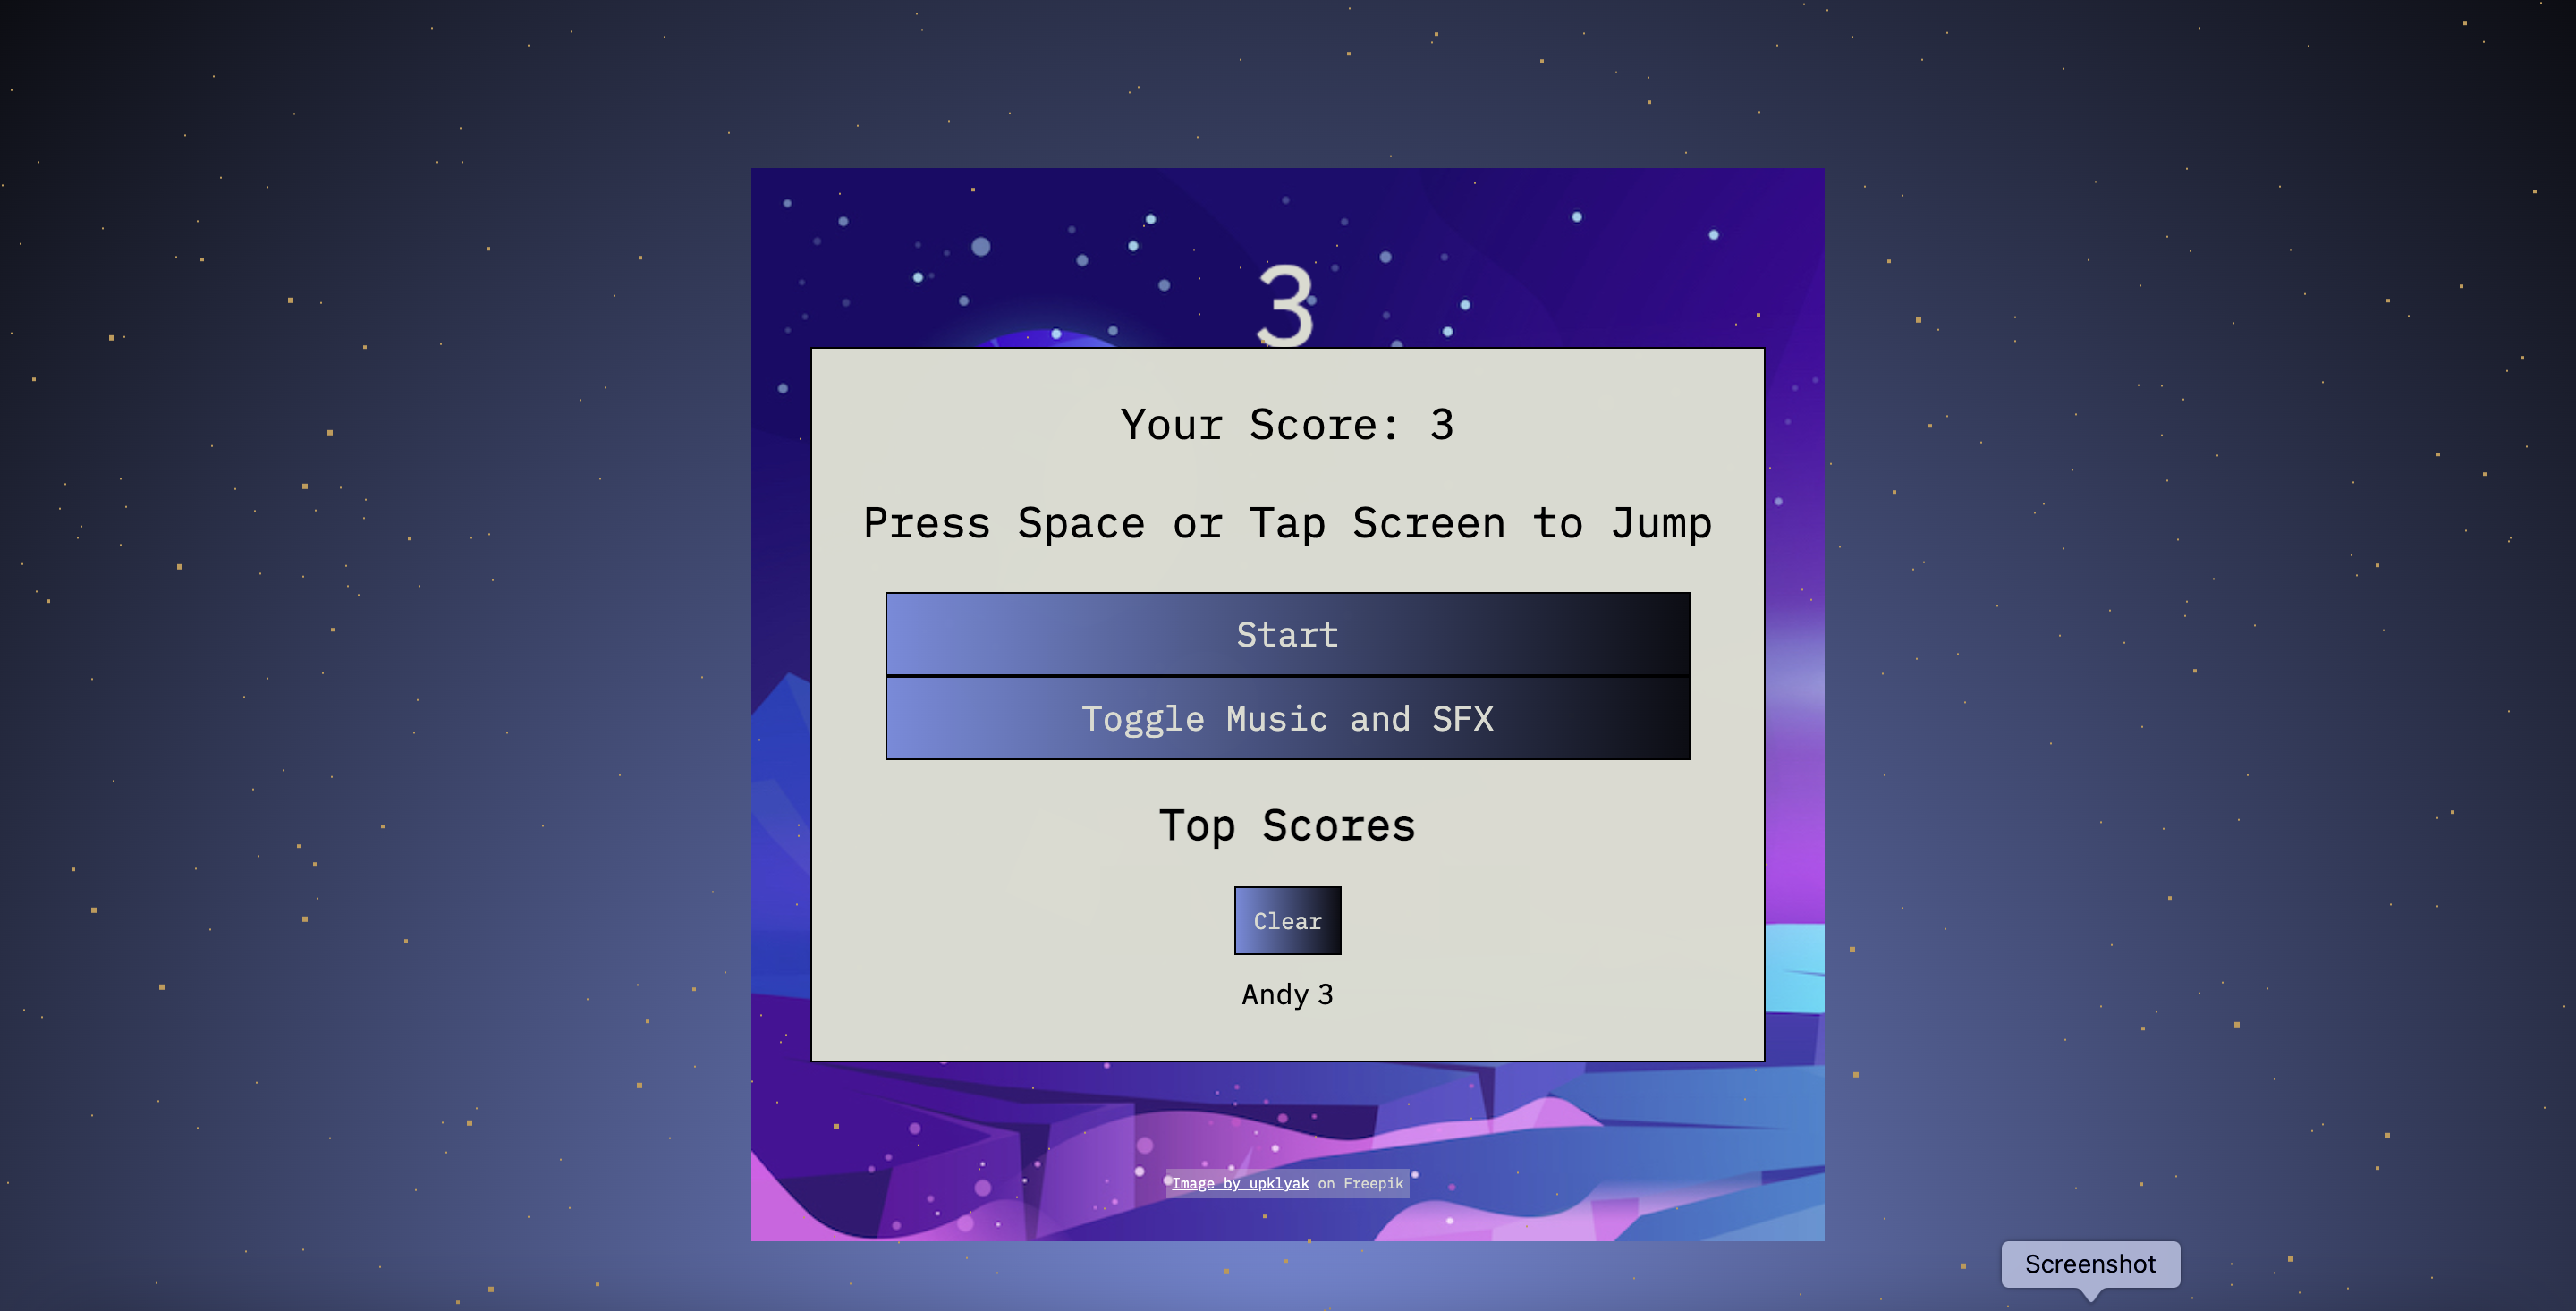 3
Your Score: 3
Press Space or Tap Screen to Jump
Start
Toggle Music and SFX
Top Scores
Clear
Andy 3
Image by upklyak on Freepik
Screenshot